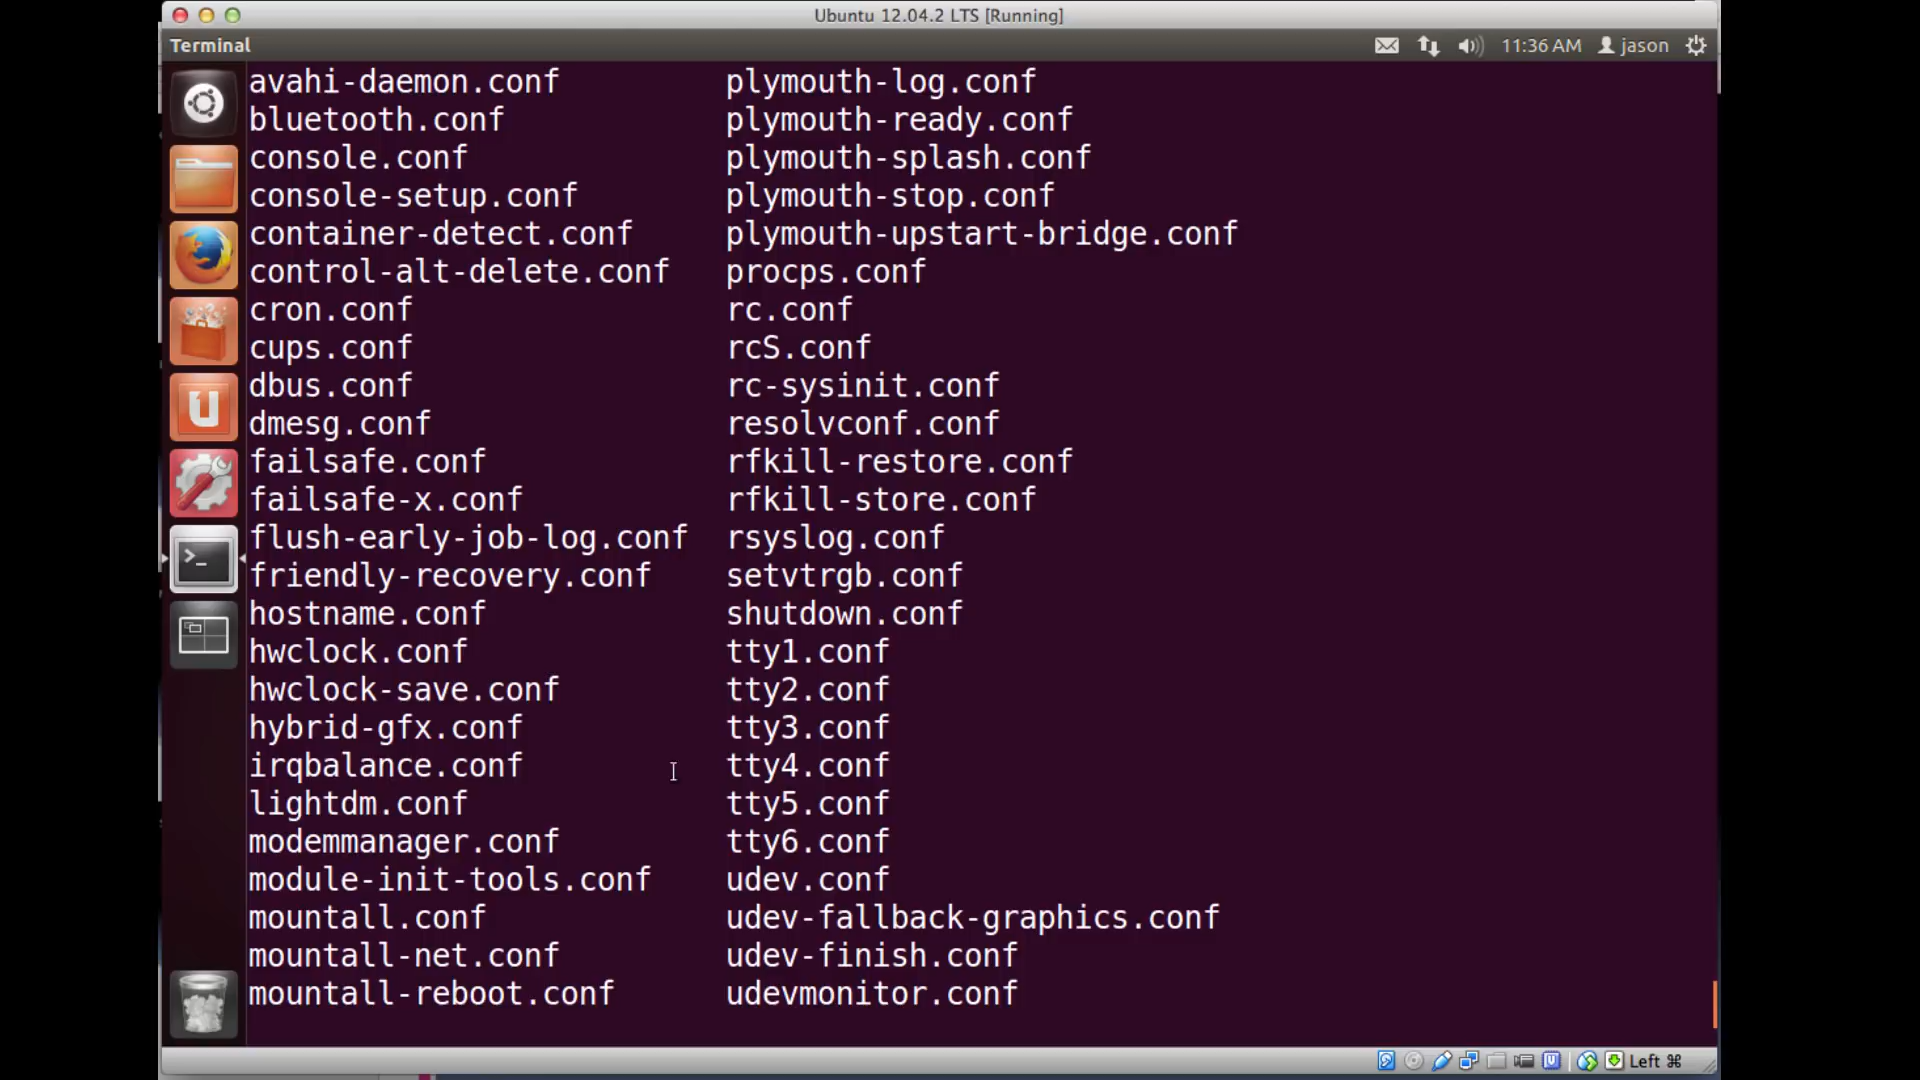 Ubuntu 12.04.2 LTS [Running]
Terminal 11:36 AM jason
avahi-daemon.conf plymouth-log.conf
bluetooth.conf plymouth-ready.conf
console.conf plymouth-splash.conf
console-setup.conf plymouth-stop.conf
container-detect.conf plymouth-upstart-bridge.conf
control-alt-delete.conf procps.conf
cron.conf rc.conf
cups.conf rcS.conf
dbus.conf rc-sysinit.conf
dmesg.conf resolvconf.conf
failsafe.conf rfkill-restore.conf
failsafe-x.conf rfkill-store.conf
flush-early-job-log.conf rsyslog.conf
friendly-recovery.conf setvtrgb.conf
hostname.conf shutdown.conf
hwclock.conf tty1.conf
hwclock-save.conf tty2.conf
hybrid-gfx.conf tty3.conf
irqbalance.conf tty4.conf
lightdm.conf tty5.conf
modemmanager.conf tty6.conf
module-init-tools.conf udev.conf
mountall.conf udev-fallback-graphics.conf
mountall-net.conf udev-finish.conf
mountall-reboot.conf udevmonitor.conf
Left ⌘